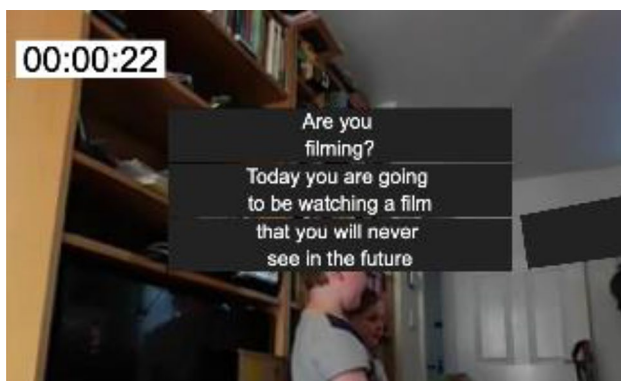 00:00:22
Are you
filming?
Today you are going
to be watching a film
that you will never
see in the future